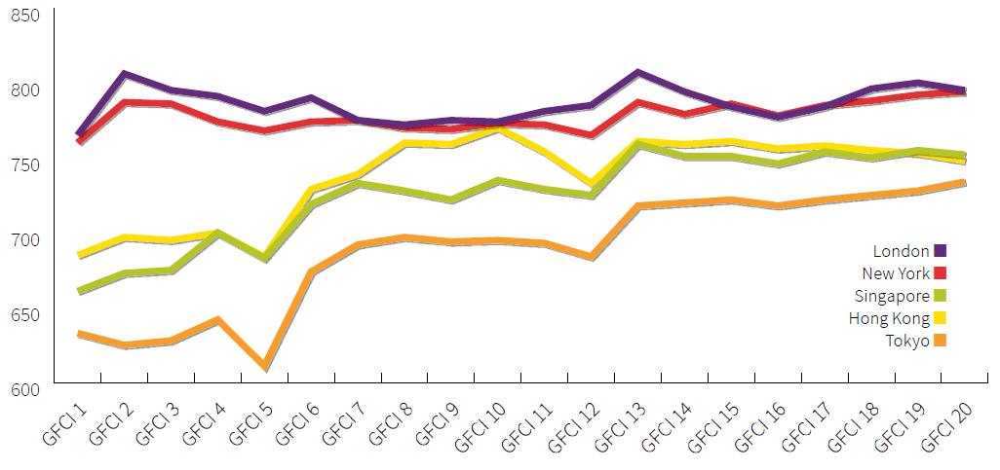 850
800
750
700
650
600
London
New York
Singapore
Hong Kong
Tokyo
GFCI 1
GFCI 2
GFCI 3
GFCI 4
GFCI 5
GFCI 6
GFCI 7
GFCI 8
GFCI 9
GFCI 10
GFCI 11
GFCI 12
GFCI 13
GFCI 14
GFCI 15
GFCI 16
GFCI 17
GFCI 18
GFCI 19
GFCI 20